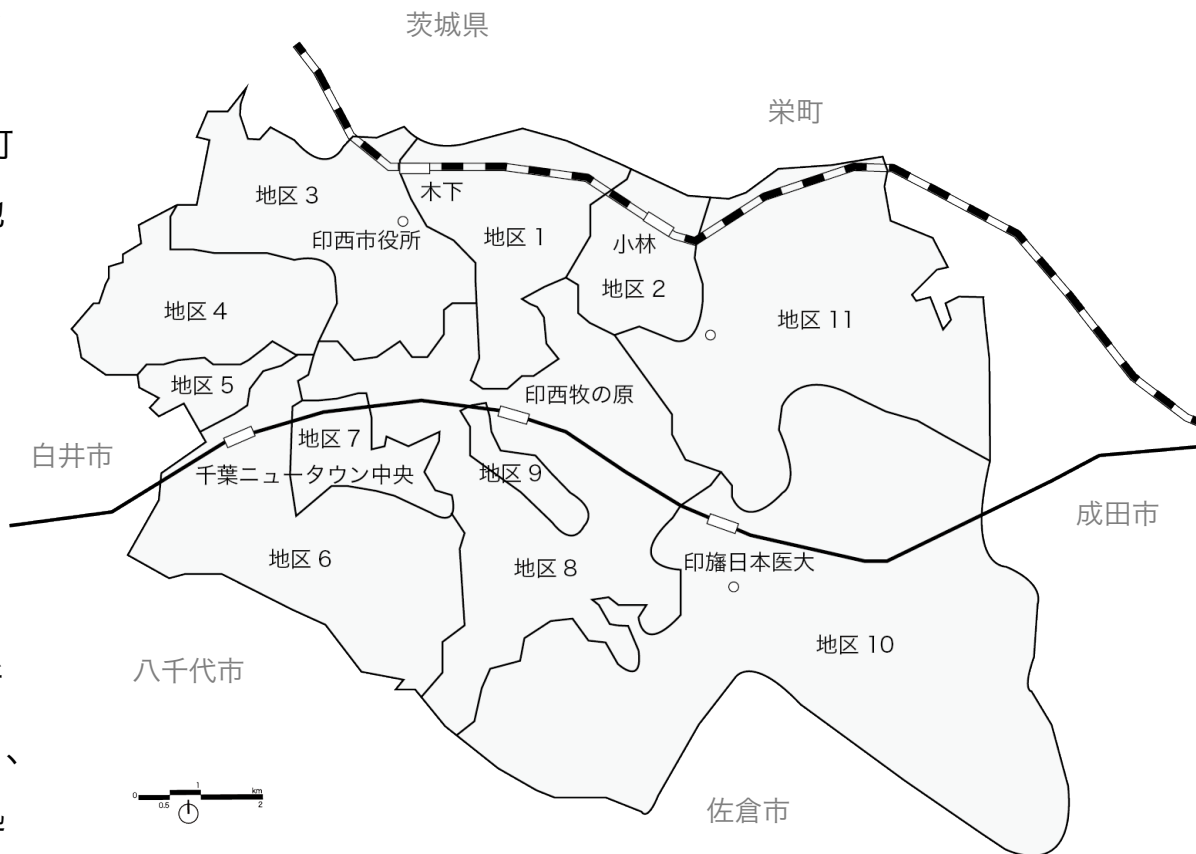 茨城県
栄町
町
地区 3
木下
印西市役所
地区 1
小林
地区 2
地区 4
地区 11
地区 5
印西牧の原
地区 7
白井市
千葉ニュータウン中央
地区 9
成田市
地区 6
地区 8
印旛日本医大
地区 10
八千代市
、
0
0.5
1
km
2
佐倉市